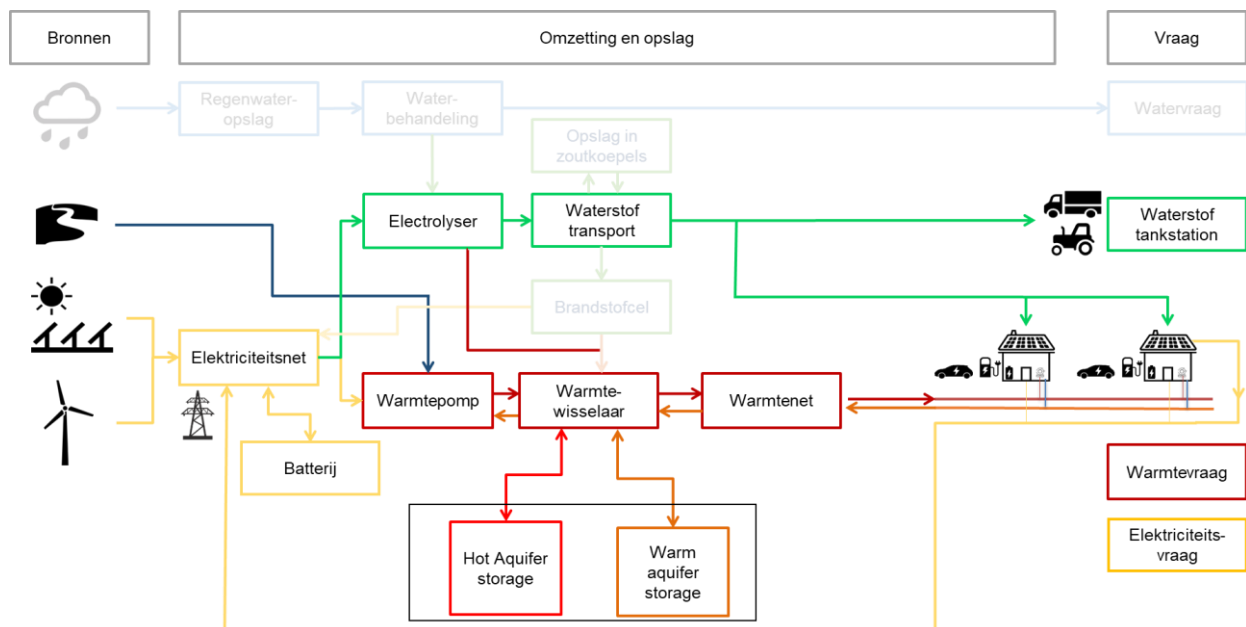 Bronnen
Omzetting en opslag
Vraag
Regenwater-
opslag
Water-
behandeling
Watervraag
Opslag in
zoutkoepels
Electrolyser
Waterstof
transport
Waterstof
tankstation
Brandstofcel
Elektriciteitsnet
Warmtepomp
Warmte-
wisselaar
Warmtenet
Batterij
Warmtevraag
Hot Aquifer
storage
Warm
aquifer
storage
Elektriciteits-
vraag